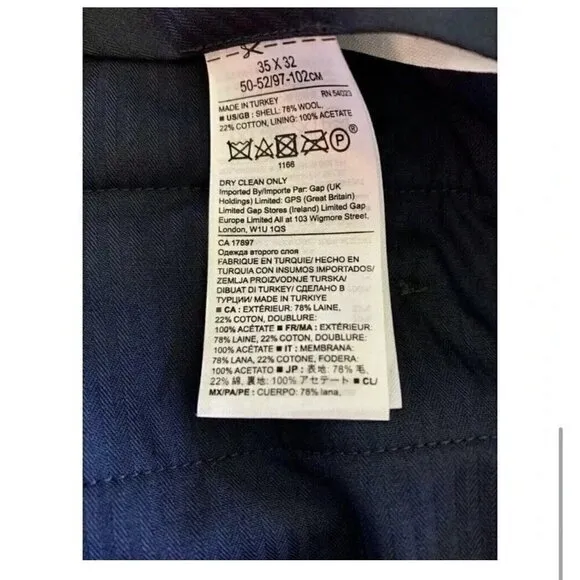 35 X 32
50-52/97-102CM
RN 54023
MADE IN TURKEY
■ US/GB : SHELL: 78% WOOL,
22% COTTON, LINING: 100% ACETATE
P
1166
DRY CLEAN ONLY
Imported By/Importe Par: Gap (UK
Holdings) Limited: GPS (Great Britain)
Limited Gap Stores (Ireland) Limited Gap
Europe Limited All at 103 Wigmore Street.
London, W1U 1QS
CA 17897
Одежда второго слоя
FABRIQUE EN TURQUIE/ HECHO EN
TURQUIA CON INSUMOS IMPORTADOS/
ZEMLJA PROIZVODNJE TURSKA/
DIBUAT DI TURKEY/ СДЕЛАНО В
ТУРЦИИ/ MADE IN TURKIYE
■ CA : EXTÉRIEUR: 78% LAINE,
22% COTON, DOUBLURE:
100% ACÉTATE ■ FR/MA : EXTÉRIEUR:
78% LAINE, 22% COTON, DOUBLURE:
100% ACÉTATE ■ IT : MEMBRANA:
78% LANA, 22% COTONE, FODERA:
100% ACETATO ■ JP : 表地: 78% 毛,
22% 綿, 裏地: 100% アセテート ■ CL/
MX/PA/PE : CUERPO: 78% lana,